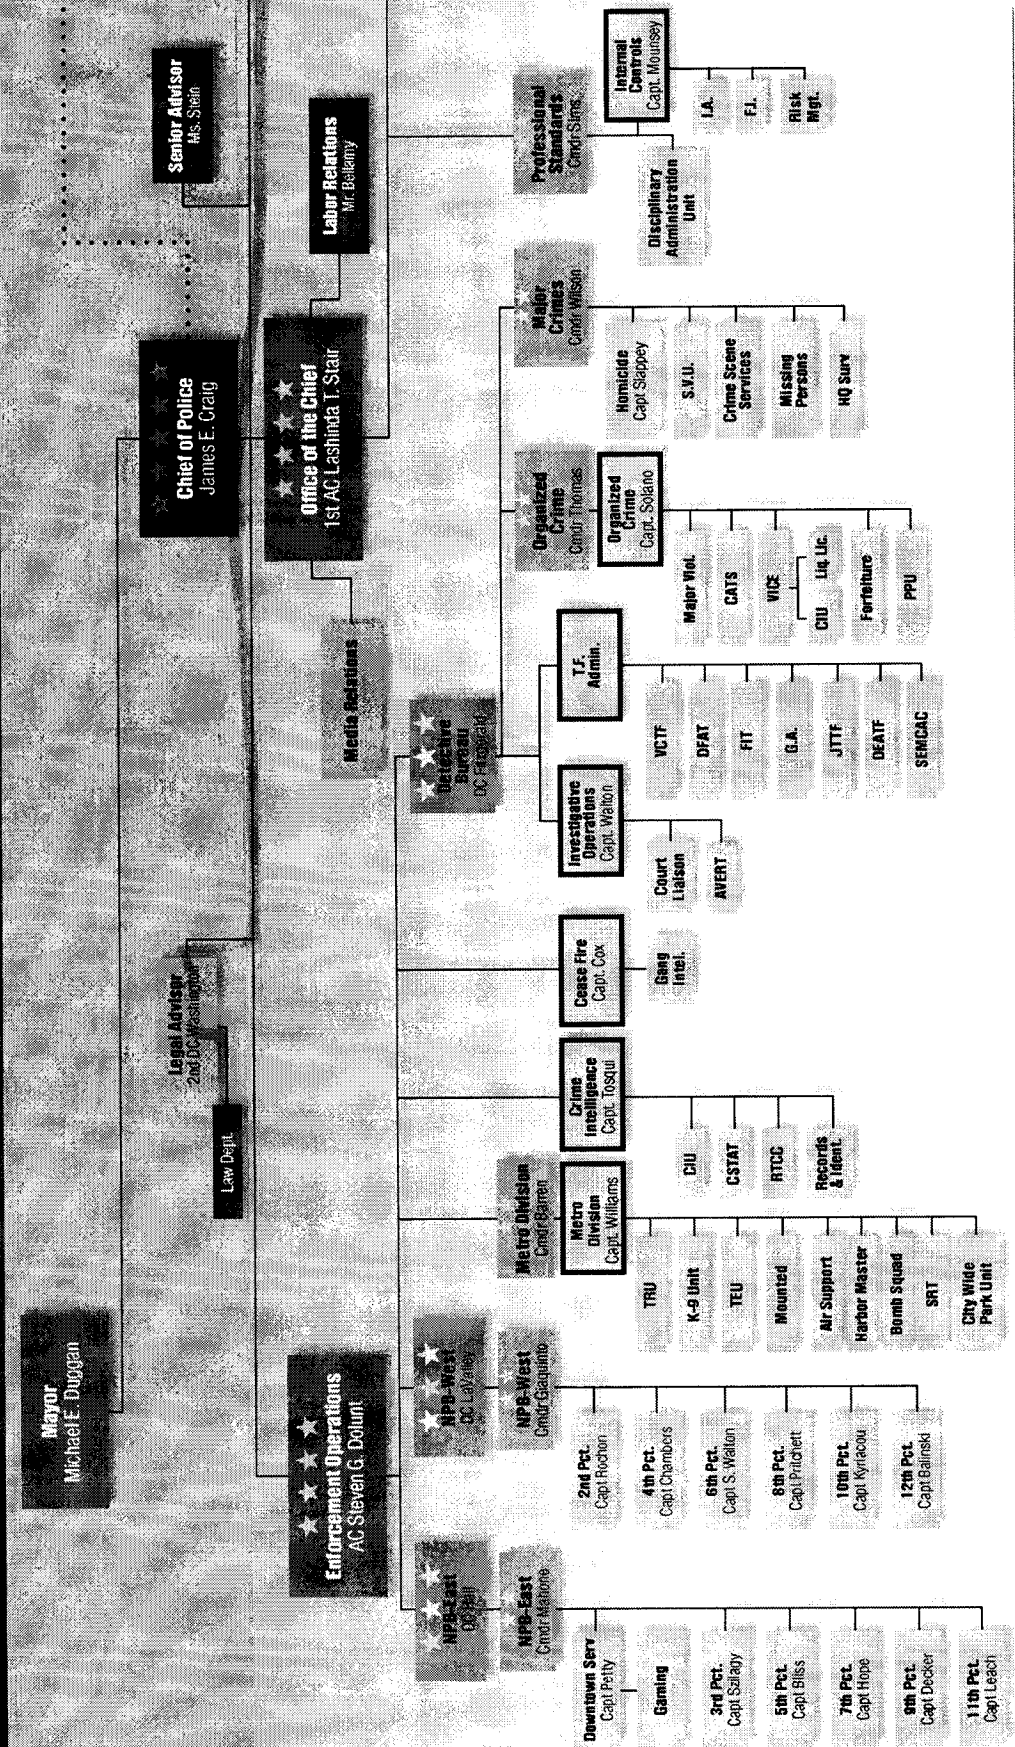 Mayor
Michael E. Duggan
Chief of Police
James E. Craig
Senior Advisor
Ms. Stein
Legal Advisor
2nd DC Washington
Law Dept.
Enforcement Operations
AC Steven G. Dolunt
Office of the Chief
1st AC Lashinda T. Stair
Media Relations
Labor Relations
Mr. Bellamy
NPB-East
DC Hall
NPB-East
Cmdr Mahone
Downtown Serv
Capt Petty
Gaming
3rd Pct.
Capt Szilagy
5th Pct.
Capt Bliss
7th Pct.
Capt Hope
9th Pct.
Capt Decker
11th Pct.
Capt Leach
NPB-West
DC LaValley
NPB-West
Cmdr Giaquinto
2nd Pct.
Capt Rochon
4th Pct.
Capt Chambers
6th Pct.
Capt S. Walton
8th Pct.
Capt Pritchett
10th Pct.
Capt Kyriacou
12th Pct.
Capt Balinski
Metro Division
Cmdr Barren
Metro
Division
Capt. Williams
TRU
K-9 Unit
TEU
Mounted
Air Support
Harbor Master
Bomb Squad
SRT
City Wide
Park Unit
Crime
Intelligence
Capt. Tosqui
CIU
CSTAT
RTCC
Records
& Ident.
Cease Fire
Capt. Cox
Gang
Intel.
Detective
Bureau
DC Fitzgerald
Investigative
Operations
Capt. Walton
Court
Liaison
AVERT
T.F.
Admin.
VCTF
DFAT
FIT
G.A.
JTTF
DEATF
SEMCAC
Organized
Crime
Cmdr Thomas
Organized
Crime
Capt. Solano
Major Viol.
CATS
VICE
CIU
Liq. Lic.
Forfeiture
PPU
Major
Crimes
Cmdr Wilson
Homicide
Capt Slappey
S.V.U.
Crime Scene
Services
Missing
Persons
HQ Surv
Professional
Standards
Cmdr Sims
Disciplinary
Administration
Unit
Internal
Controls
Capt. Mounsey
I.A.
F.I.
Risk
Mgt.